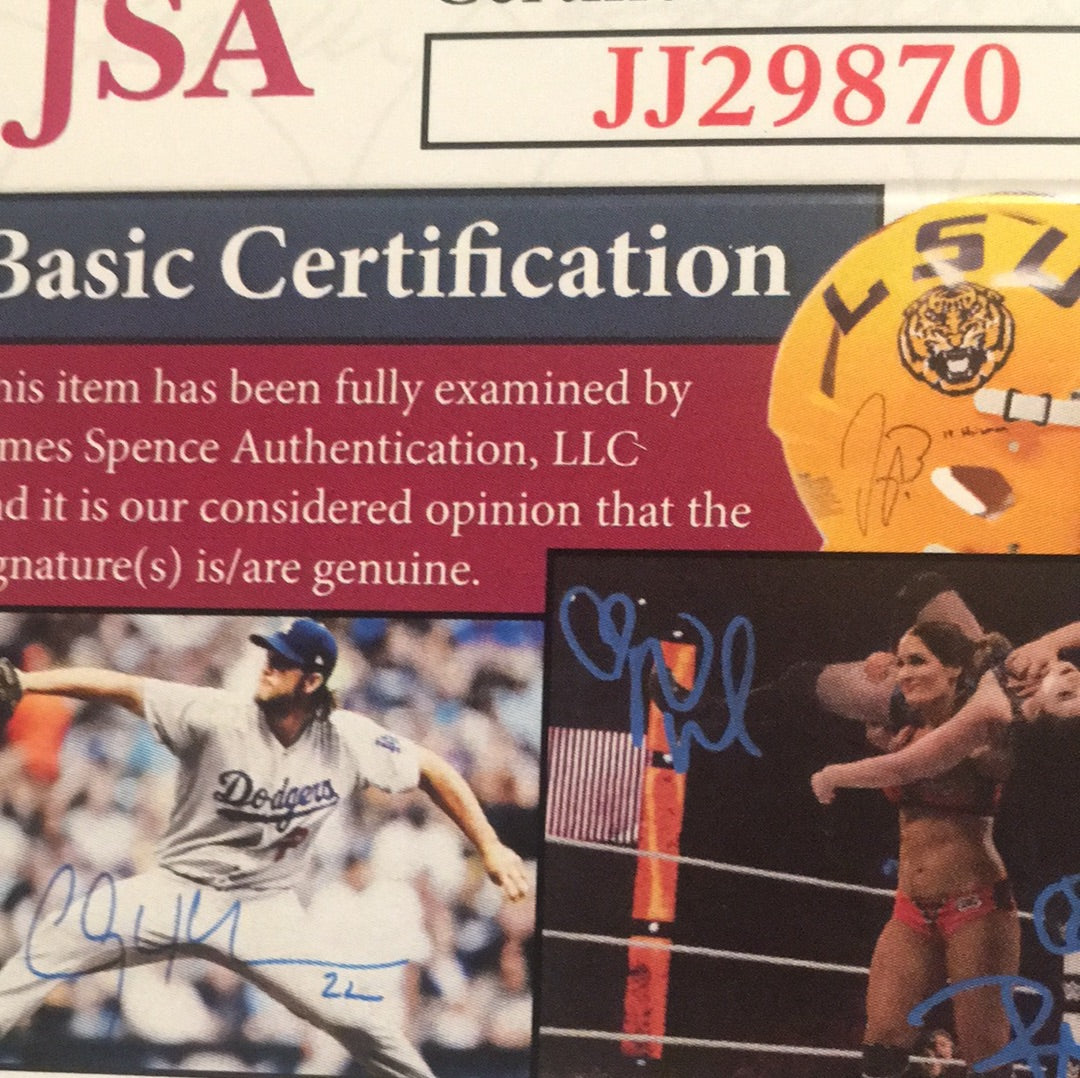 JSA
JJ29870
Basic Certification
LSU
his item has been fully examined by
mes Spence Authentication, LLC
d it is our considered opinion that the
gnature(s) is/are genuine.
Dodgers
22